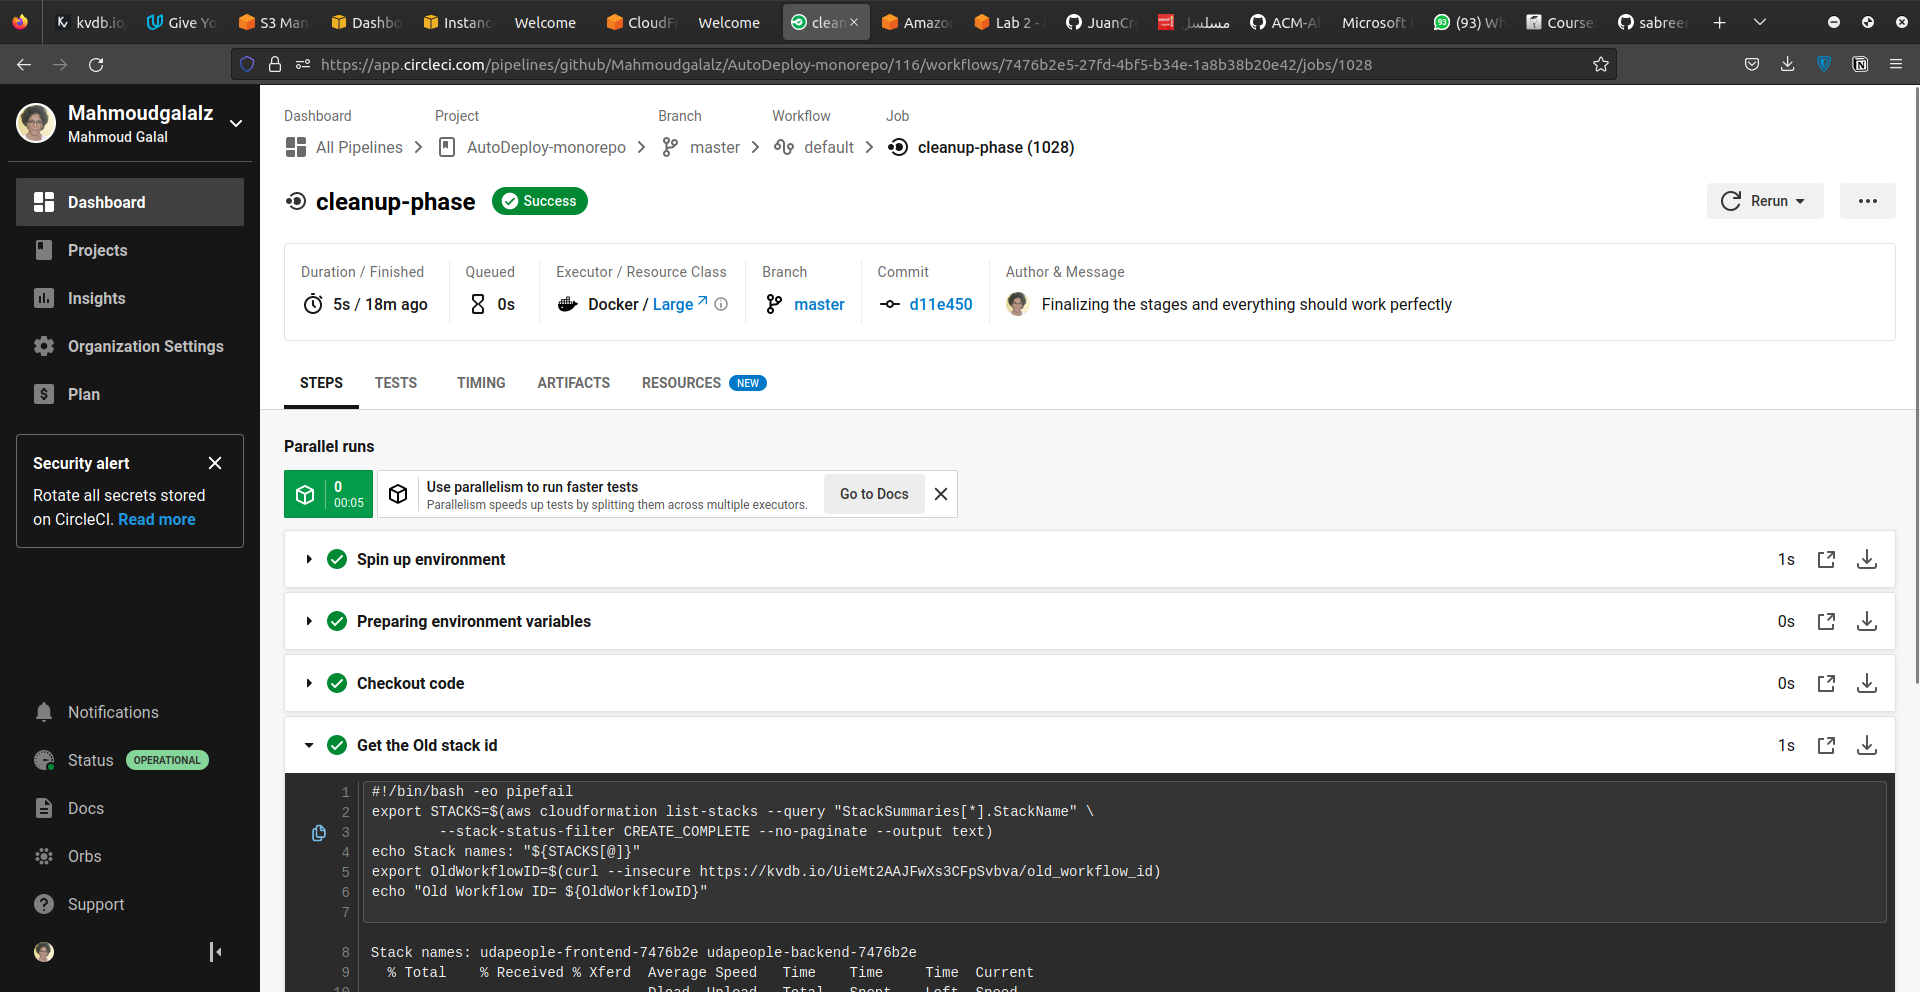 kvdb.io
Give Yo
S3 Man
Dashbo
Instanc
Welcome
CloudF
Welcome
clean
Amazo
Lab 2 -
JuanCr
مسلسل
ACM-A
Microsoft
(93) Wh
Course
sabreer
https://app.circleci.com/pipelines/github/Mahmoudgalalz/AutoDeploy-monorepo/116/workflows/7476b2e5-27fd-4bf5-b34e-1a8b38b20e42/jobs/1028
Mahmoudgalalz
Mahmoud Galal
Dashboard
Projects
Insights
Organization Settings
Plan
Security alert
Rotate all secrets stored
on CircleCI. Read more
Notifications
Status OPERATIONAL
Docs
Orbs
Support
Dashboard Project Branch Workflow Job
All Pipelines AutoDeploy-monorepo master default cleanup-phase (1028)
cleanup-phase Success
Rerun
Duration / Finished Queued Executor / Resource Class Branch Commit Author & Message
5s / 18m ago 0s Docker / Large master d11e450 Finalizing the stages and everything should work perfectly
STEPS TESTS TIMING ARTIFACTS RESOURCES NEW
Parallel runs
0
00:05
Use parallelism to run faster tests
Parallelism speeds up tests by splitting them across multiple executors.
Go to Docs
Spin up environment 1s
Preparing environment variables 0s
Checkout code 0s
Get the Old stack id 1s
1 #!/bin/bash -eo pipefail
2 export STACKS=$(aws cloudformation list-stacks --query "StackSummaries[*].StackName" \
3 --stack-status-filter CREATE_COMPLETE --no-paginate --output text)
4 echo Stack names: "${STACKS[@]}"
5 export OldWorkflowID=$(curl --insecure https://kvdb.io/UieMt2AAJFwXs3CFpSvbva/old_workflow_id)
6 echo "Old Workflow ID= ${OldWorkflowID}"
7
8 Stack names: udapeople-frontend-7476b2e udapeople-backend-7476b2e
9 % Total % Received % Xferd Average Speed Time Time Time Current
10 Dload Upload Total Spent Left Speed